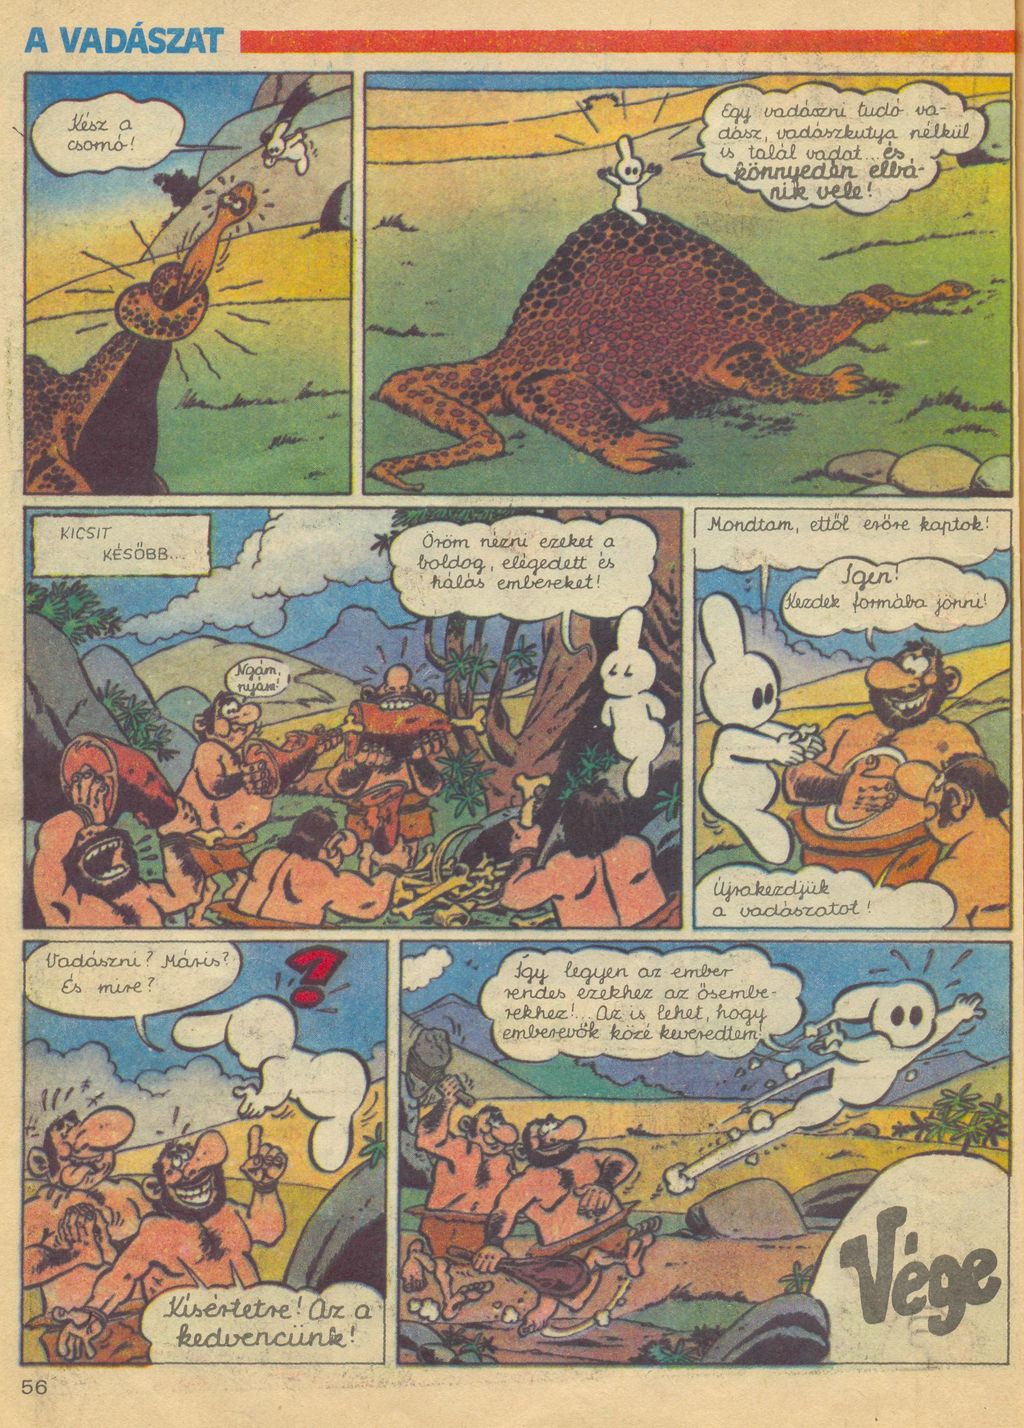 A VADÁSZAT
Kész a
csomó!
Egy vadászni tudó va-
dász, vadászkutya nélkül
is talál vadat... és
könnyedén elbá-
nik vele!
KICSIT
KÉSŐBB...
Ngám,
nyám!
Öröm nézni ezeket a
boldog, elégedett és
hálás embereket!
Mondtam, ettől erőre kaptok!
Igen!
Kezdek formába jönni!
Újrakezdjük
a vadászatot!
Vadászni? Máris?
És mire?
?
Kisértetre! Az a
kedvencünk!
Így legyen az ember
rendes ezekhez az ősembe-
rekhez!... Az is lehet, hogy
emberevők közé keveredtem!
Vége
56